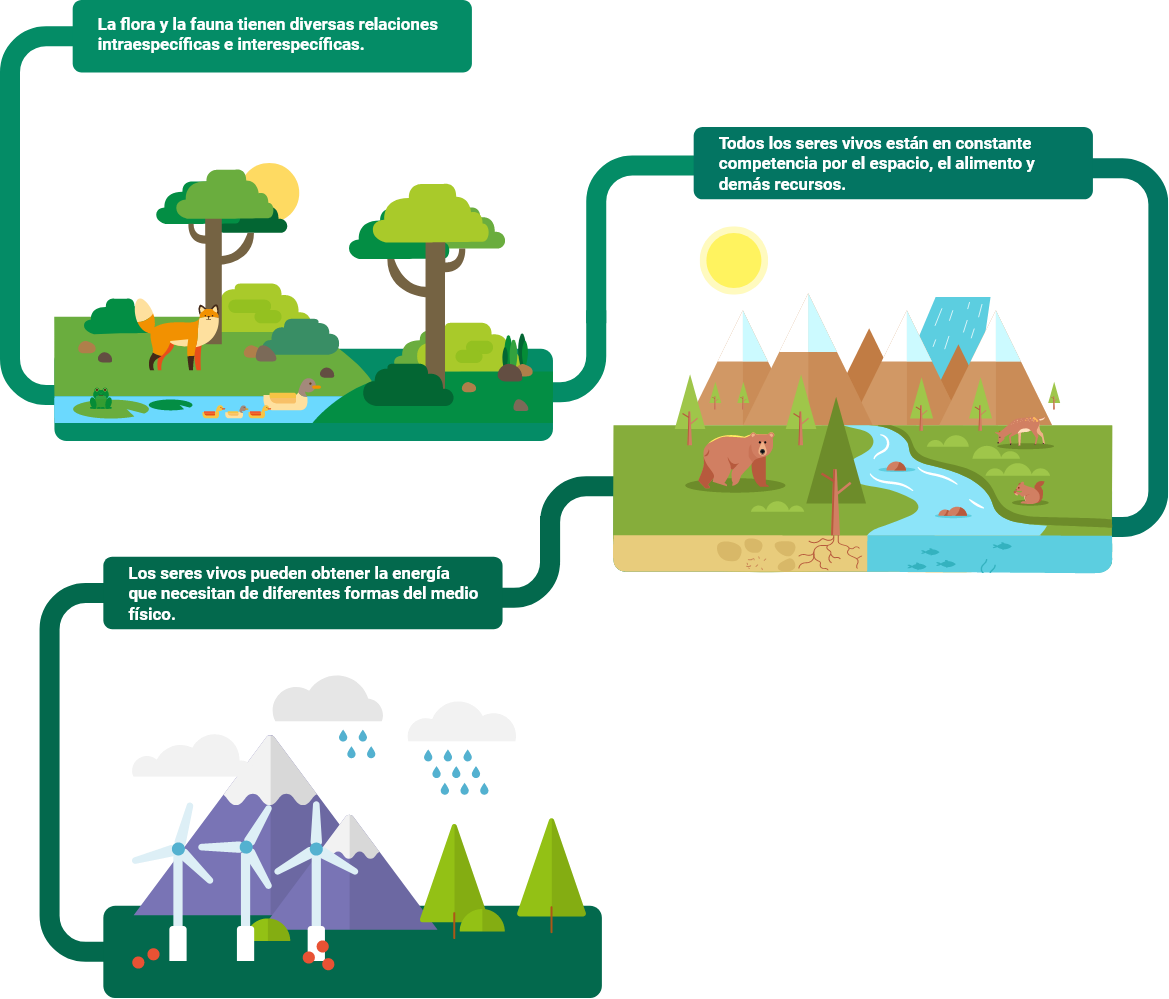 La flora y la fauna tienen diversas relaciones
intraespecíficas e interespecíficas.
Todos los seres vivos están en constante
competencia por el espacio, el alimento y
demás recursos.
Los seres vivos pueden obtener la energía
que necesitan de diferentes formas del medio
físico.